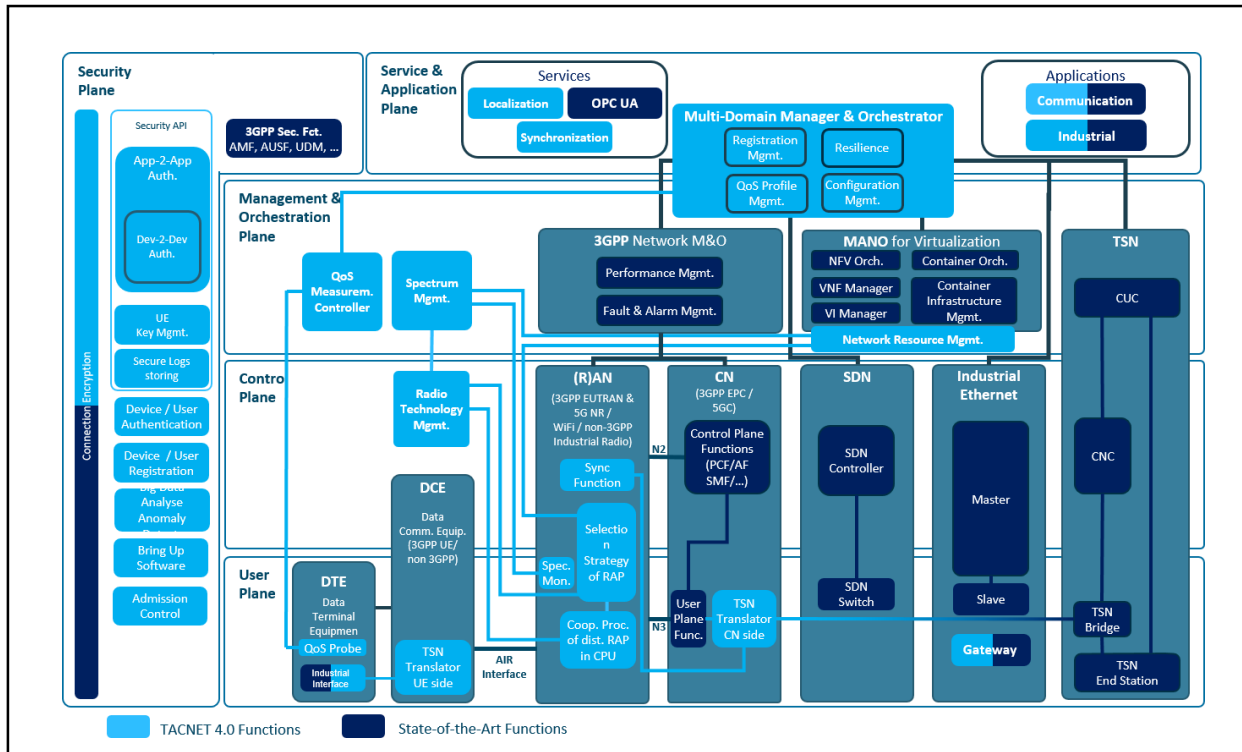 Security
Plane
Security API
App-2-App
Auth.
Dev-2-Dev
Auth.
UE
Key Mgmt.
Secure Logs
storing
Device / User
Authentication
Device / User
Registration
Big Data
Analyse
Anomaly
Bring Up
Software
Admission
Control
Connection Encryption
3GPP Sec. Fct.
AMF, AUSF, UDM, ...
Service &
Application
Plane
Services
Localization
OPC UA
Synchronization
Applications
Communication
Industrial
Multi-Domain Manager & Orchestrator
Registration
Mgmt.
Resilience
QoS Profile
Mgmt.
Configuration
Mgmt.
Management &
Orchestration
Plane
QoS
Measurem.
Controller
Spectrum
Mgmt.
3GPP Network M&O
Performance Mgmt.
Fault & Alarm Mgmt.
MANO for Virtualization
NFV Orch.
Container Orch.
VNF Manager
Container
Infrastructure
Mgmt.
VI Manager
Network Resource Mgmt.
TSN
CUC
CNC
TSN
Bridge
TSN
End Station
Control
Plane
Radio
Technology
Mgmt.
(R)AN
(3GPP EUTRAN &
5G NR /
WiFi / non-3GPP
Industrial Radio)
Sync
Function
Selectio
n
Strategy
of RAP
Spec.
Mon.
Coop. Proc.
of dist. RAP
in CPU
N2
N3
CN
(3GPP EPC /
5GC)
Control Plane
Functions
(PCF/AF
SMF/...)
User
Plane
Func.
TSN
Translator
CN side
SDN
SDN
Controller
SDN
Switch
Industrial
Ethernet
Master
Slave
Gateway
DCE
Data
Comm. Equip.
(3GPP UE/
non 3GPP)
TSN
Translator
UE side
AIR
Interface
User
Plane
DTE
Data
Terminal
Equipmen
QoS Probe
Industrial
Interface
TACNET 4.0 Functions
State-of-the-Art Functions